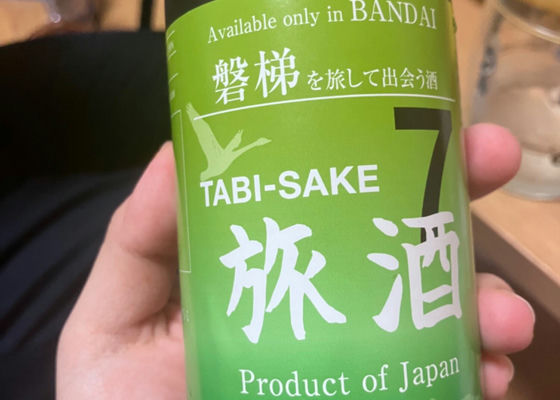 Available only in BANDAI
磐梯を旅して出会う酒
7
TABI-SAKE
旅酒
Product of Japan